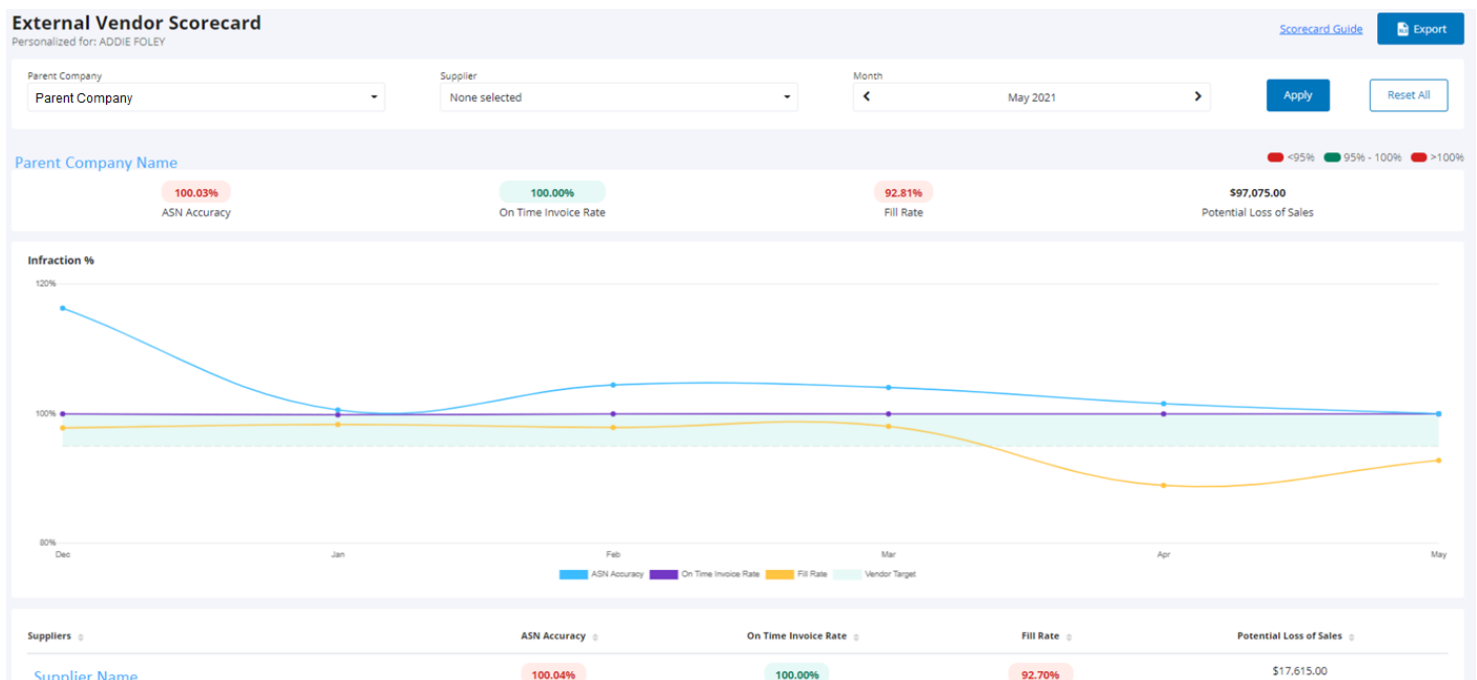 External Vendor Scorecard
Personalized for: ADDIE FOLEY
Scorecard Guide
Export
Parent Company
Supplier
Month
Parent Company
None selected
May 2021
Apply
Reset All
Parent Company Name
<95% 95% - 100% >100%
100.03% 100.00% 92.81% $97,075.00
ASN Accuracy On Time Invoice Rate Fill Rate Potential Loss of Sales
Infraction %
120%
100%
80%
Dec Jan Feb Mar Apr May
ASN Accuracy On Time Invoice Rate Fill Rate Vendor Target
Suppliers ASN Accuracy On Time Invoice Rate Fill Rate Potential Loss of Sales
Supplier Name 100.04% 100.00% 92.70% $17,615.00